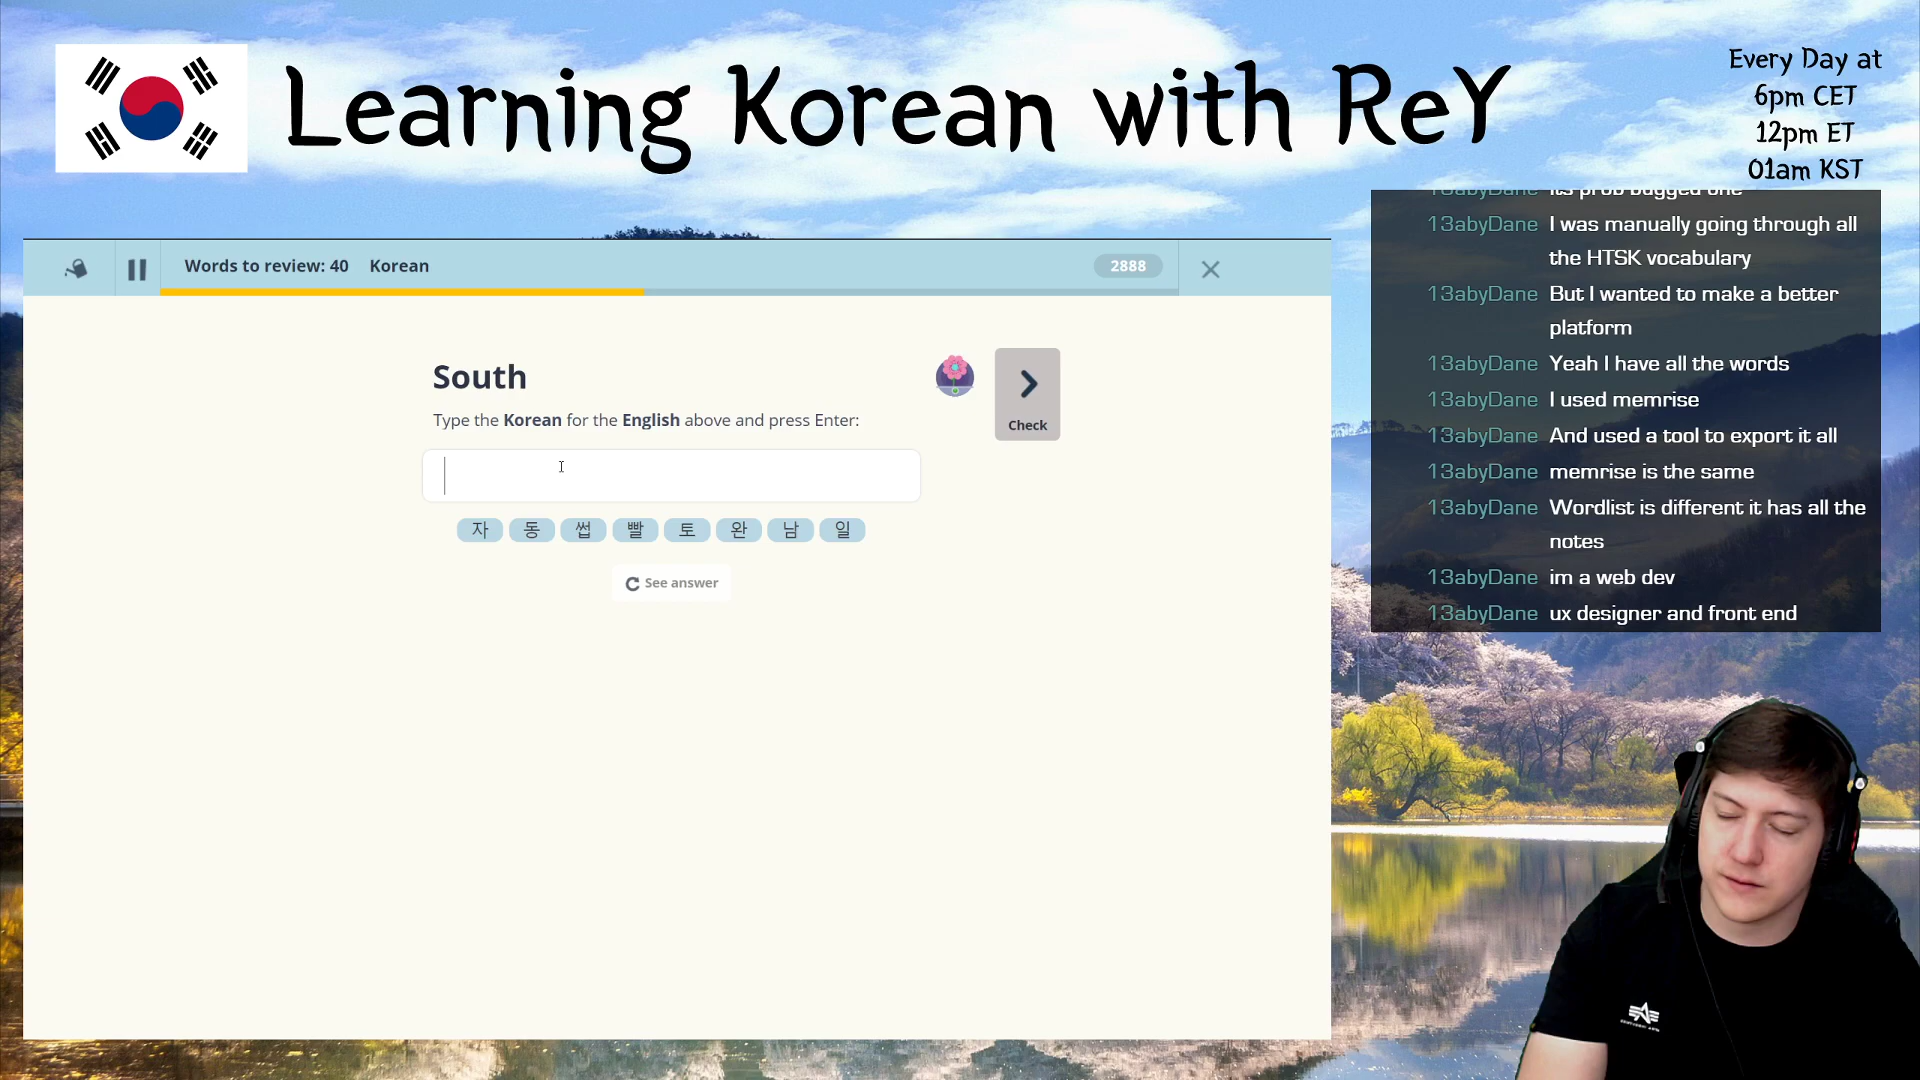 Learning Korean with ReY
Every Day at
6pm CET
12pm ET
01am KST
Words to review: 40 Korean
2888
South
Type the Korean for the English above and press Enter:
Check
자 동 썹 빨 토 완 남 일
See answer
13abyDane its prob bugged one
13abyDane I was manually going through all
the HTSK vocabulary
13abyDane But I wanted to make a better
platform
13abyDane Yeah I have all the words
13abyDane I used memrise
13abyDane And used a tool to export it all
13abyDane memrise is the same
13abyDane Wordlist is different it has all the
notes
13abyDane im a web dev
13abyDane ux designer and front end